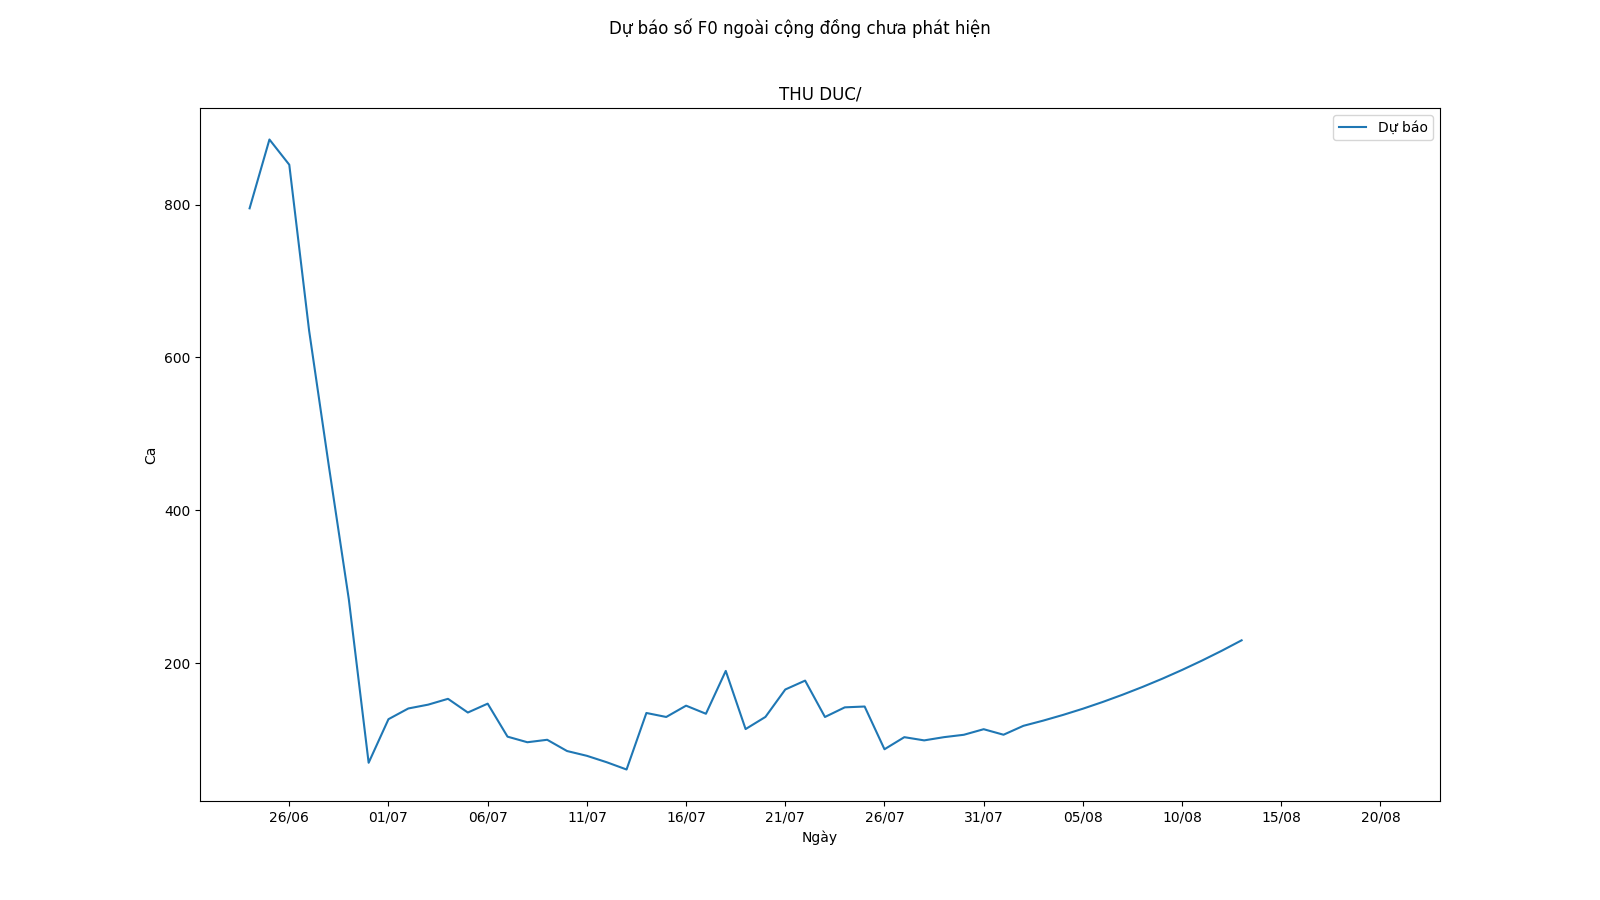 Dự báo số F0 ngoài cộng đồng chưa phát hiện
THU DUC/
Dự báo
800
600
400
200
Ca
26/06 01/07 06/07 11/07 16/07 21/07 26/07 31/07 05/08 10/08 15/08 20/08
Ngày